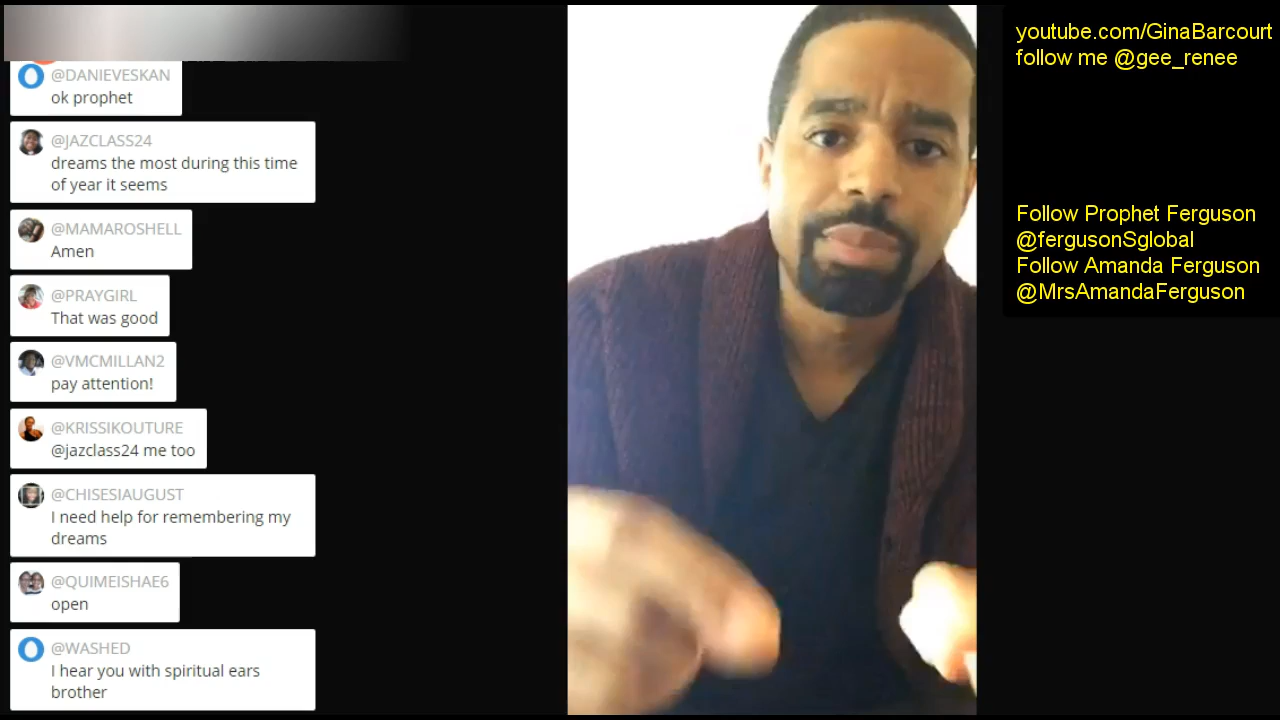 @DANIEVESKAN
ok prophet
@JAZCLASS24
dreams the most during this time
of year it seems
@MAMAROSHELL
Amen
@PRAYGIRL
That was good
@VMCMILLAN2
pay attention!
@KRISSIKOUTURE
@jazclass24 me too
@CHISESIAUGUST
I need help for remembering my
dreams
@QUIMEISHAE6
open
@WASHED
I hear you with spiritual ears
brother
youtube.com/GinaBarcourt
follow me @gee_renee
Follow Prophet Ferguson
@fergusonSglobal
Follow Amanda Ferguson
@MrsAmandaFerguson